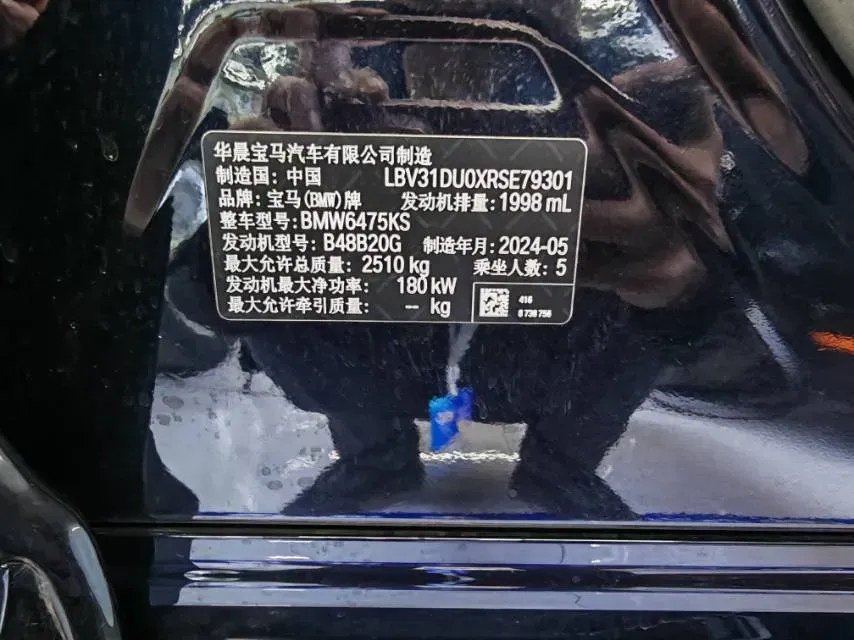 华晨宝马汽车有限公司制造
制造国：中国 LBV31DU0XRSE79301
品牌：宝马(BMW)牌 发动机排量：1998 mL
整车型号：BMW6475KS
发动机型号：B48B20G 制造年月：2024-05
最大允许总质量：2510 kg 乘坐人数：5
发动机最大净功率：180 kW
最大允许牵引质量：-- kg
416
8738756